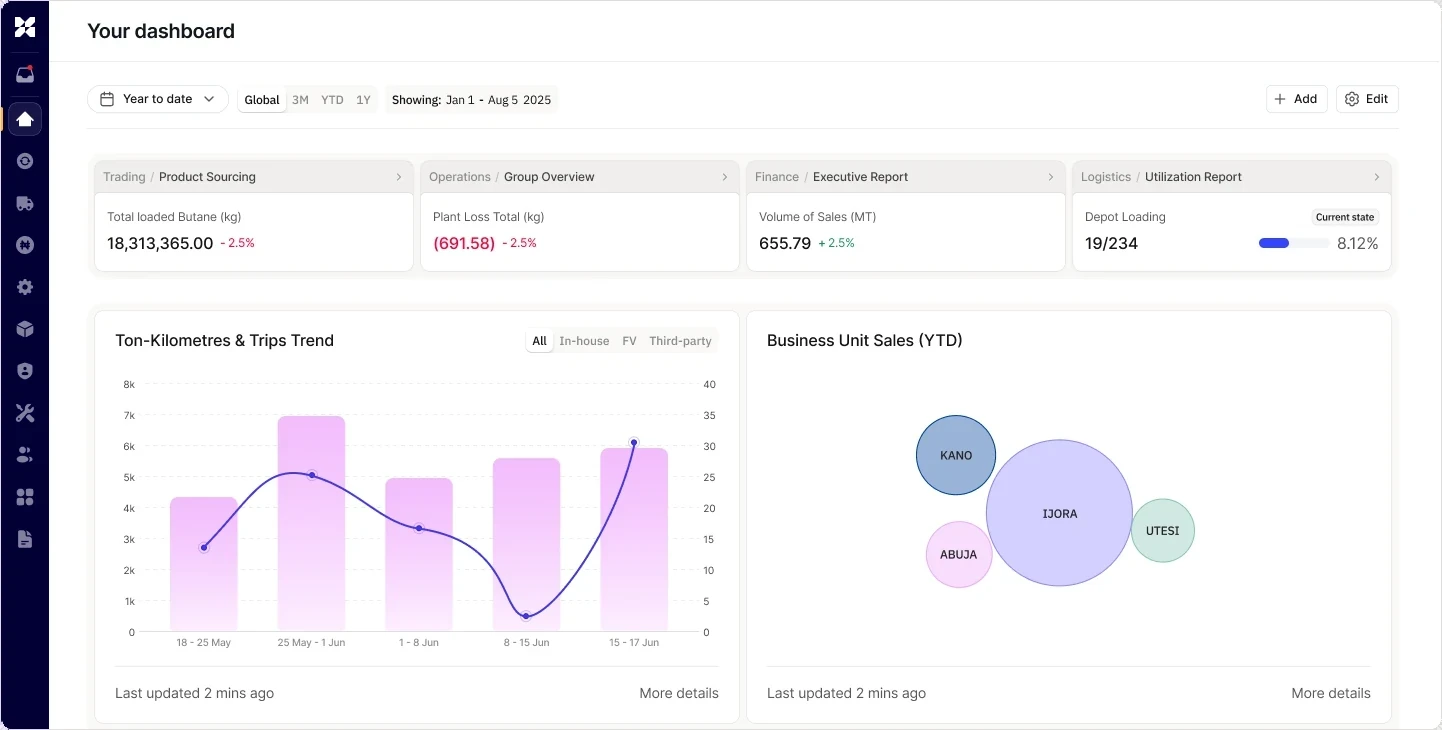 Your dashboard
Year to date
Global 3M YTD 1Y
Showing: Jan 1 - Aug 5 2025
Add
Edit
Trading / Product Sourcing
Total loaded Butane (kg)
18,313,365.00 - 2.5%
Operations / Group Overview
Plant Loss Total (kg)
(691.58) - 2.5%
Finance / Executive Report
Volume of Sales (MT)
655.79 + 2.5%
Logistics / Utilization Report
Depot Loading Current state
19/234 8.12%
Ton-Kilometres & Trips Trend
All In-house FV Third-party
8k 40
7k 35
6k 30
5k 25
4k 20
3k 15
2k 10
1k 5
0 0
18 - 25 May 25 May - 1 Jun 1 - 8 Jun 8 - 15 Jun 15 - 17 Jun
Last updated 2 mins ago More details
Business Unit Sales (YTD)
KANO
IJORA
UTESI
ABUJA
Last updated 2 mins ago More details